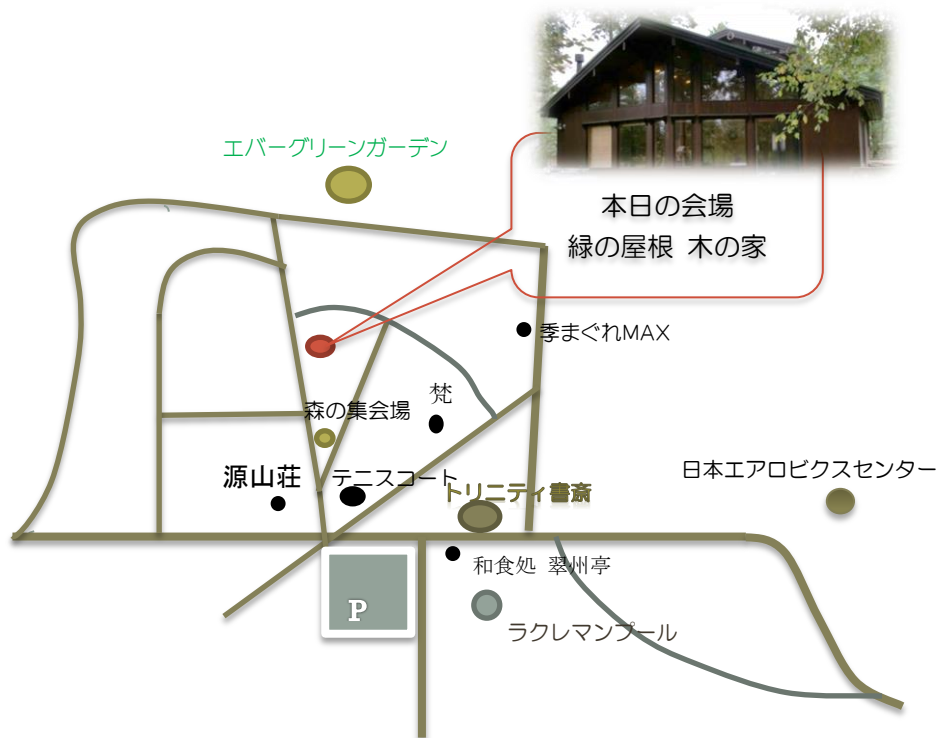 エバーグリーンガーデン
本日の会場
緑の屋根 木の家
季まぐれMAX
梵
森の集会場
源山荘
テニスコート
トリニティ書斎
日本エアロビクスセンター
和食処 翠州亭
P
ラクレマンプール